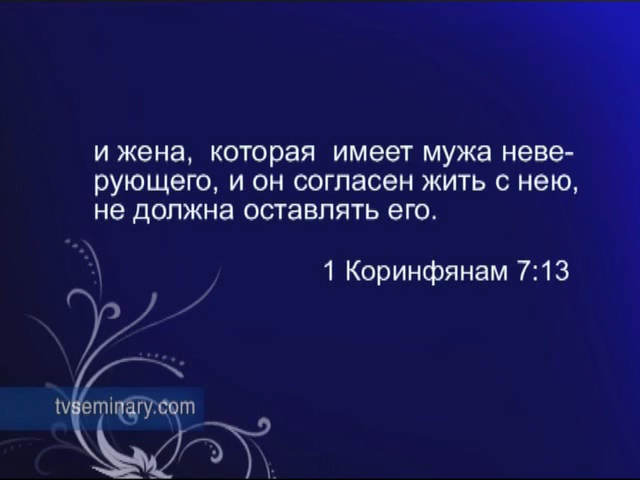 и жена, которая имеет мужа неве-
рующего, и он согласен жить с нею,
не должна оставлять его.
1 Коринфянам 7:13
tvseminary.com